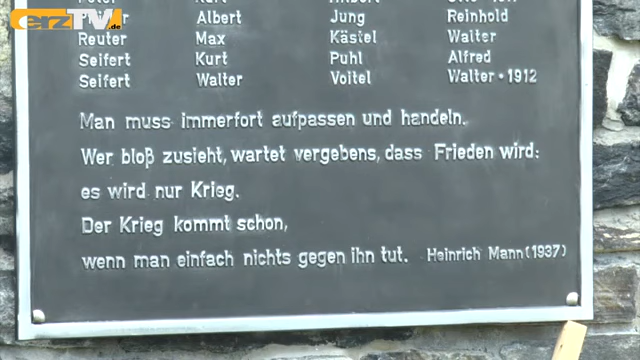 erzTV.de
Albert Jung Reinhold
Reuter Max Kästel Walter
Seifert Kurt Puhl Alfred
Seifert Walter Voitel Walter · 1912
Man muss immerfort aufpassen und handeln.
Wer bloß zusieht, wartet vergebens, dass Frieden wird:
es wird nur Krieg.
Der Krieg kommt schon,
wenn man einfach nichts gegen ihn tut. Heinrich Mann (1937)